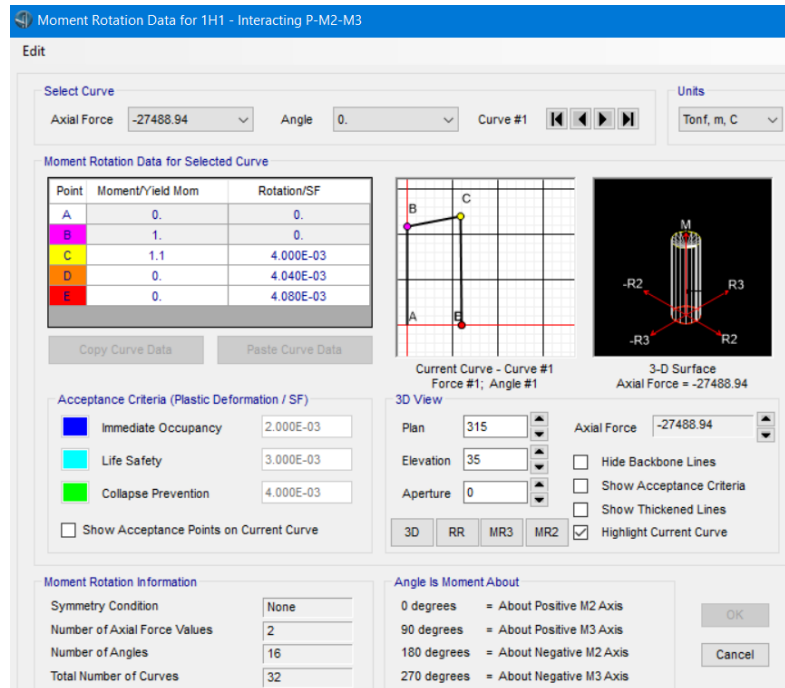 Moment Rotation Data for 1H1 - Interacting P-M2-M3
Edit
Select Curve
Axial Force -27488.94 Angle 0. Curve #1
Units
Tonf, m, C
Moment Rotation Data for Selected Curve
Point Moment/Yield Mom Rotation/SF
A 0. 0.
B 1. 0.
C 1.1 4.000E-03
D 0. 4.040E-03
E 0. 4.080E-03
Copy Curve Data Paste Curve Data
B C
A E
Current Curve - Curve #1
Force #1; Angle #1
M
-R2 R3
-R3 R2
3-D Surface
Axial Force = -27488.94
Acceptance Criteria (Plastic Deformation / SF)
Immediate Occupancy 2.000E-03
Life Safety 3.000E-03
Collapse Prevention 4.000E-03
Show Acceptance Points on Current Curve
3D View
Plan 315
Elevation 35
Aperture 0
3D RR MR3 MR2
Axial Force -27488.94
Hide Backbone Lines
Show Acceptance Criteria
Show Thickened Lines
Highlight Current Curve
Moment Rotation Information
Symmetry Condition None
Number of Axial Force Values 2
Number of Angles 16
Total Number of Curves 32
Angle Is Moment About
0 degrees = About Positive M2 Axis
90 degrees = About Positive M3 Axis
180 degrees = About Negative M2 Axis
270 degrees = About Negative M3 Axis
OK
Cancel